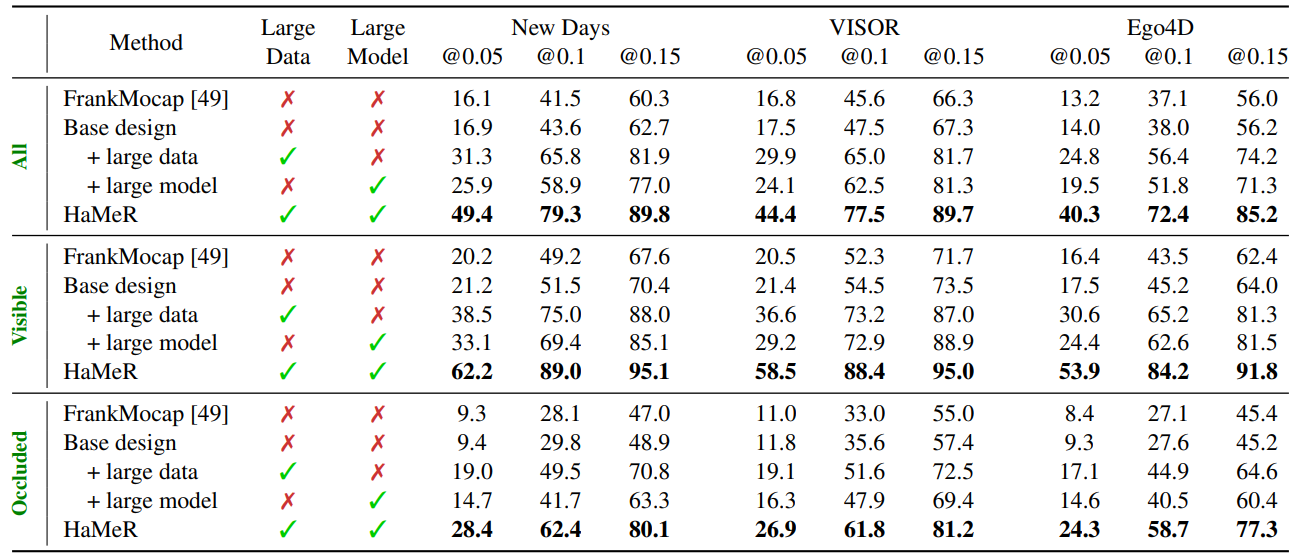 Method Large Data Large Model New Days VISOR Ego4D
@0.05 @0.1 @0.15 @0.05 @0.1 @0.15 @0.05 @0.1 @0.15
All
FrankMocap [49] ✗ ✗ 16.1 41.5 60.3 16.8 45.6 66.3 13.2 37.1 56.0
Base design ✗ ✗ 16.9 43.6 62.7 17.5 47.5 67.3 14.0 38.0 56.2
+ large data ✓ ✗ 31.3 65.8 81.9 29.9 65.0 81.7 24.8 56.4 74.2
+ large model ✗ ✓ 25.9 58.9 77.0 24.1 62.5 81.3 19.5 51.8 71.3
HaMeR ✓ ✓ 49.4 79.3 89.8 44.4 77.5 89.7 40.3 72.4 85.2
Visible
FrankMocap [49] ✗ ✗ 20.2 49.2 67.6 20.5 52.3 71.7 16.4 43.5 62.4
Base design ✗ ✗ 21.2 51.5 70.4 21.4 54.5 73.5 17.5 45.2 64.0
+ large data ✓ ✗ 38.5 75.0 88.0 36.6 73.2 87.0 30.6 65.2 81.3
+ large model ✗ ✓ 33.1 69.4 85.1 29.2 72.9 88.9 24.4 62.6 81.5
HaMeR ✓ ✓ 62.2 89.0 95.1 58.5 88.4 95.0 53.9 84.2 91.8
Occluded
FrankMocap [49] ✗ ✗ 9.3 28.1 47.0 11.0 33.0 55.0 8.4 27.1 45.4
Base design ✗ ✗ 9.4 29.8 48.9 11.8 35.6 57.4 9.3 27.6 45.2
+ large data ✓ ✗ 19.0 49.5 70.8 19.1 51.6 72.5 17.1 44.9 64.6
+ large model ✗ ✓ 14.7 41.7 63.3 16.3 47.9 69.4 14.6 40.5 60.4
HaMeR ✓ ✓ 28.4 62.4 80.1 26.9 61.8 81.2 24.3 58.7 77.3